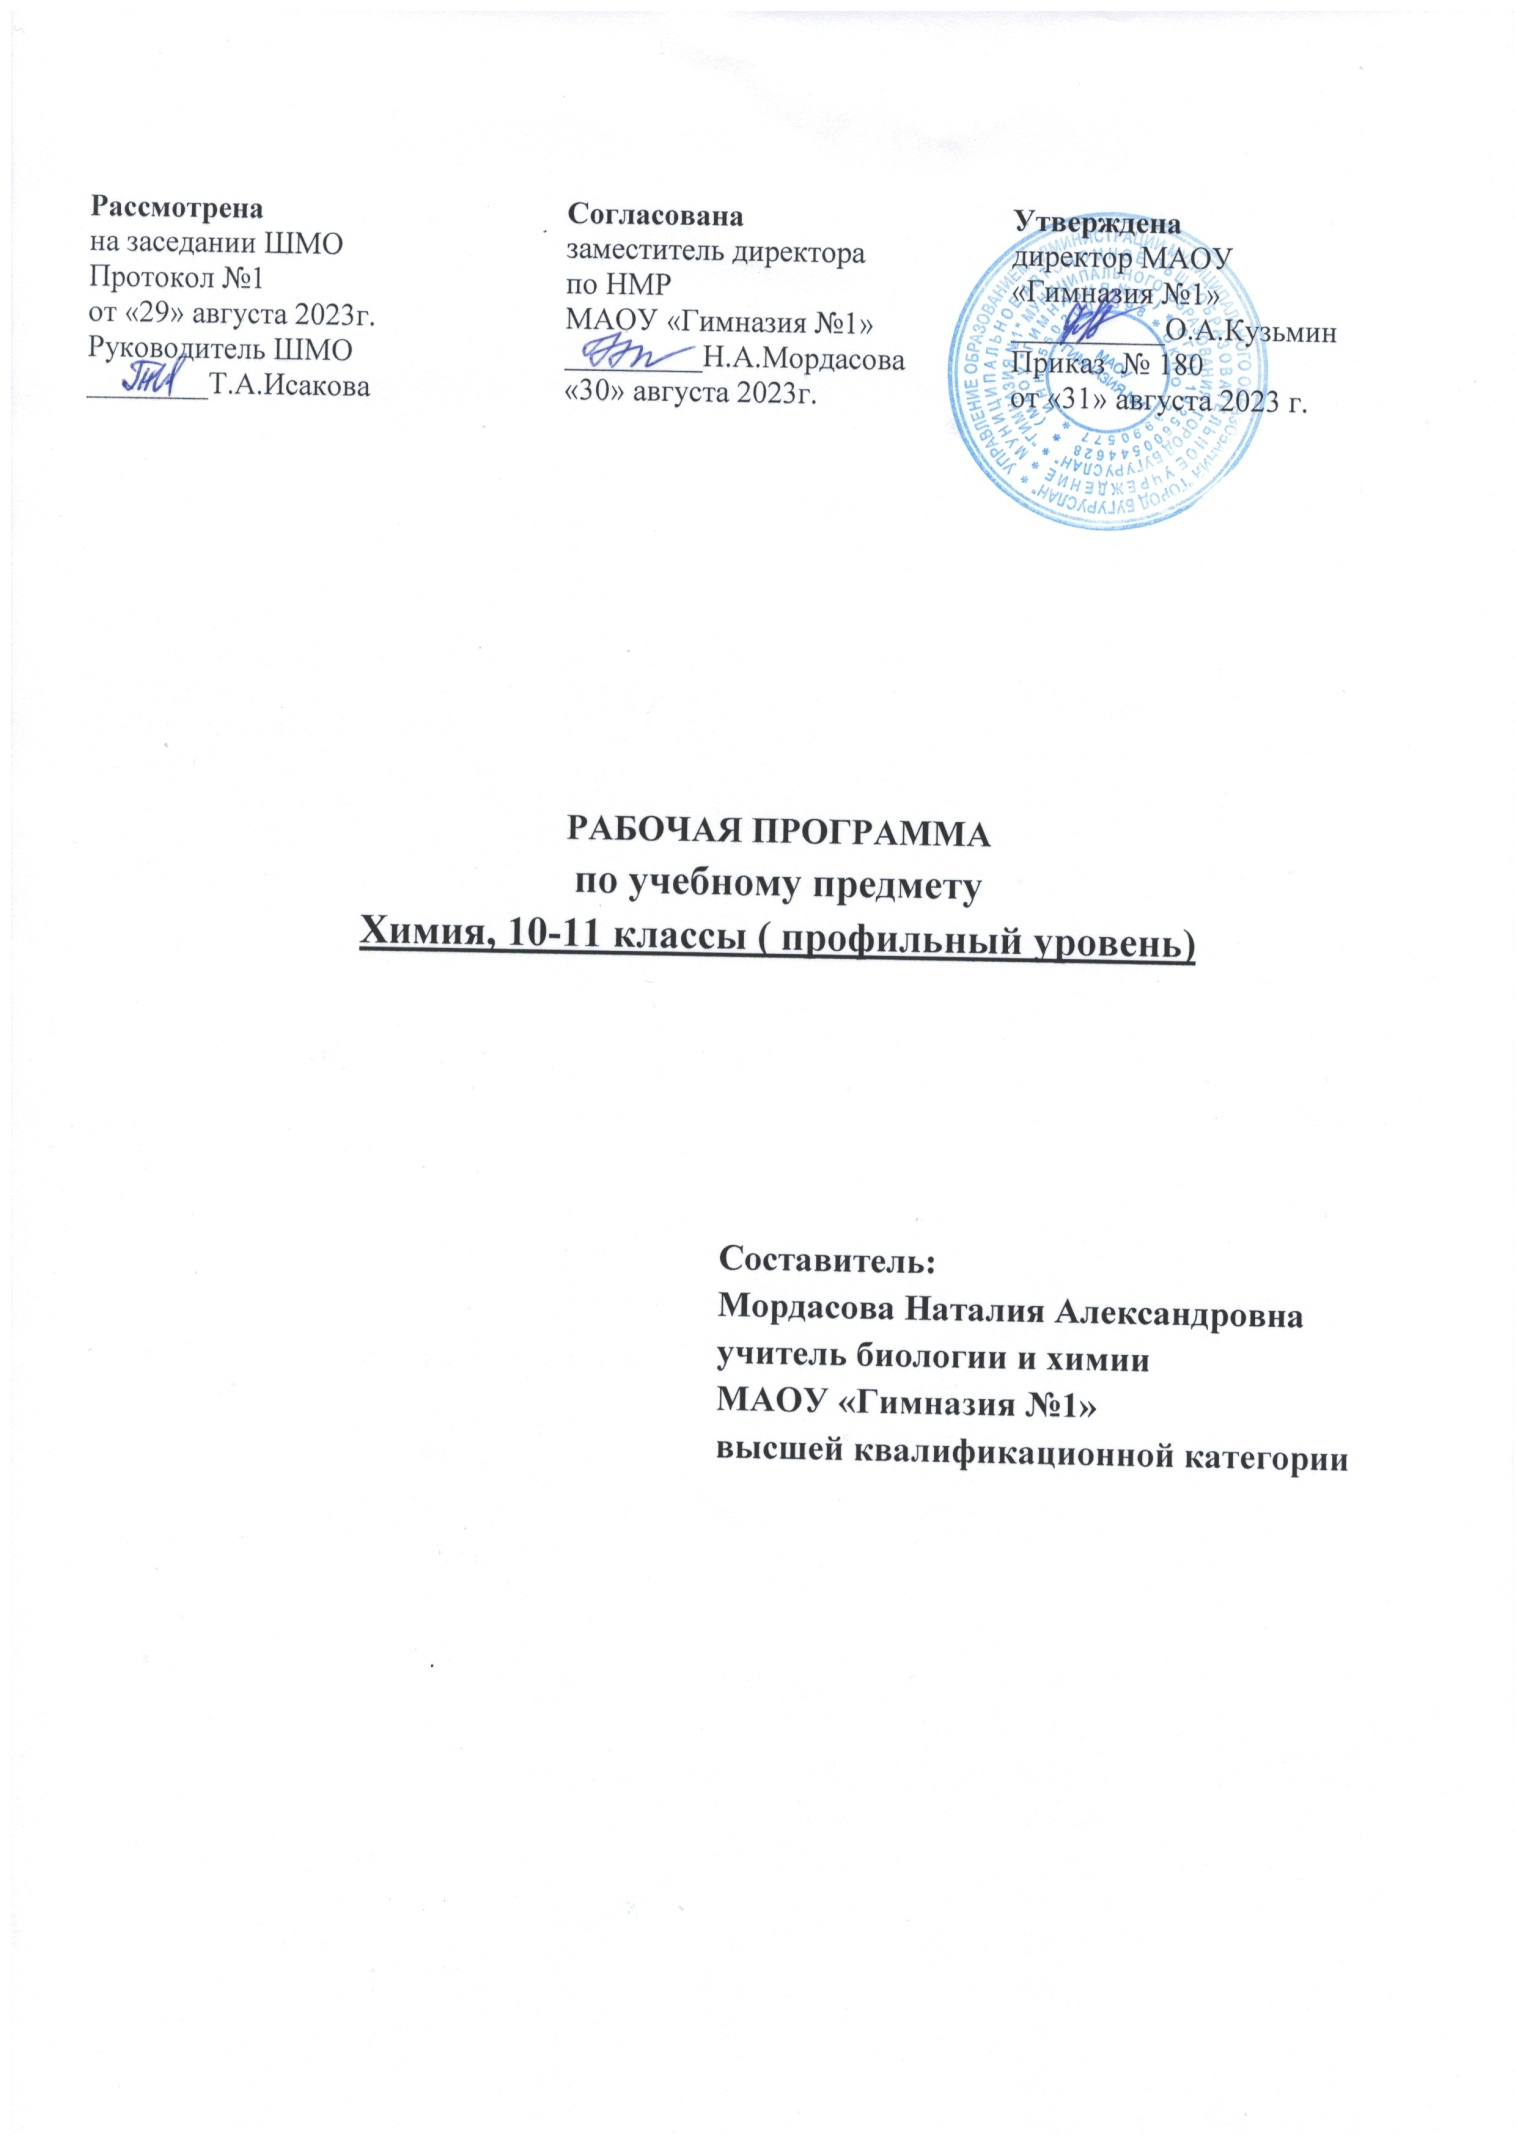 Рассмотрена
на заседании ШМО
Протокол №1
от «29» августа 2023г.
Руководитель ШМО
_________Т.А.Исакова
Согласована
заместитель директора
по НМР
МАОУ «Гимназия №1»
_________Н.А.Мордасова
«30» августа 2023г.
Утверждена
директор МАОУ
«Гимназия №1»
__________О.А.Кузьмин
Приказ № 180
от «31» августа 2023 г.
РАБОЧАЯ ПРОГРАММА
по учебному предмету
Химия, 10-11 классы ( профильный уровень)
Составитель:
Мордасова Наталия Александровна
учитель биологии и химии
МАОУ «Гимназия №1»
высшей квалификационной категории